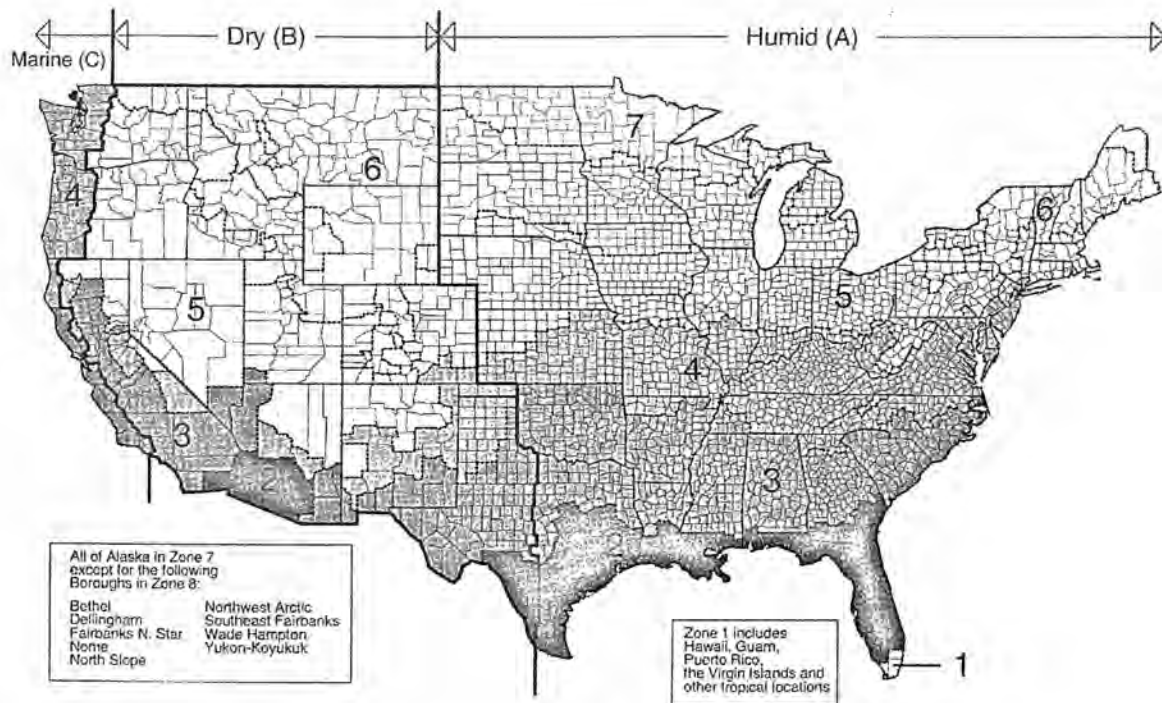 Marine (C)
Dry (B)
Humid (A)
7
6
4
6
5
5
4
3
3
2
1
All of Alaska in Zone 7
except for the following
Boroughs in Zone 8:
Bethel
Dellingham
Fairbanks N. Star
Nome
North Slope
Northwest Arctic
Southeast Fairbanks
Wade Hampton
Yukon-Koyukuk
Zone 1 includes
Hawaii, Guam,
Puerto Rico,
the Virgin Islands and
other tropical locations